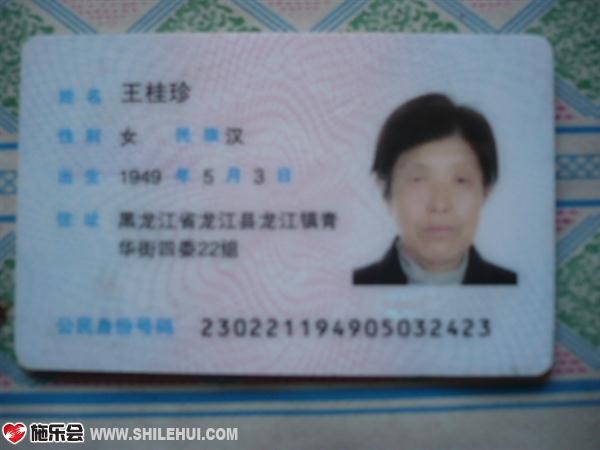 姓名 王桂珍
性别 女 民族 汉
出生 1949 年 5 月 3 日
住址 黑龙江省龙江县龙江镇青
华街四委22组
公民身份号码 230221194905032423
施乐会 WWW.SHILEHUI.COM